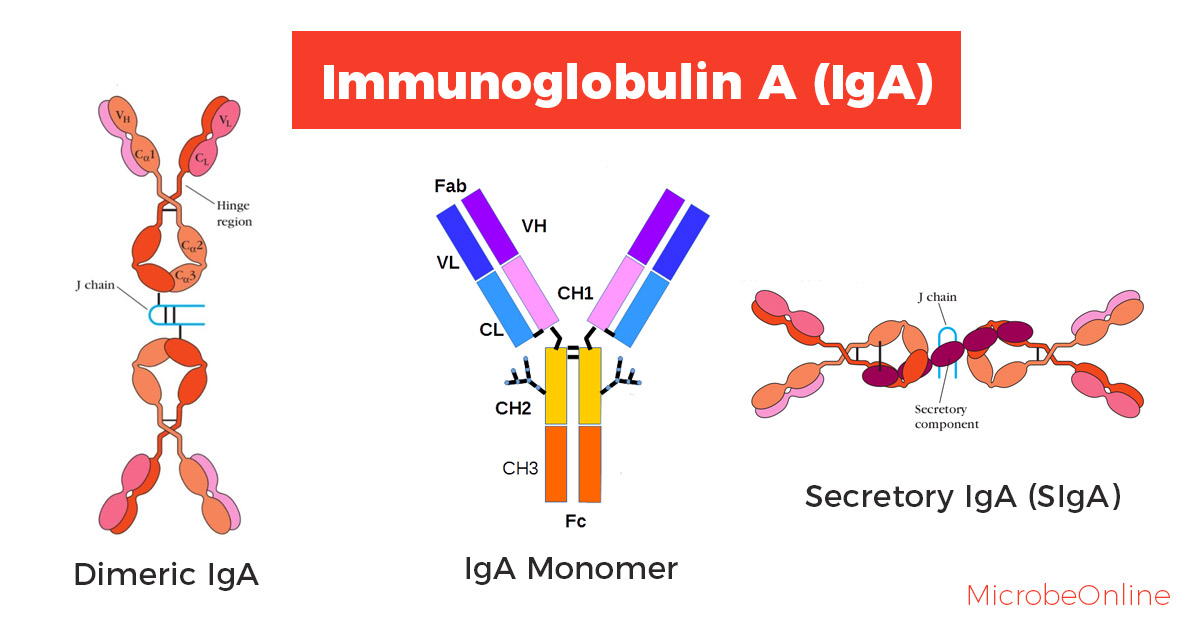 Immunoglobulin A (IgA)
VH
Cα1
VL
CL
Hinge
region
Cα2
Cα3
J chain
Dimeric IgA
Fab
VH
VL
CH1
CL
CH2
CH3
Fc
IgA Monomer
J chain
Secretory
component
Secretory IgA (SIgA)
MicrobeOnline